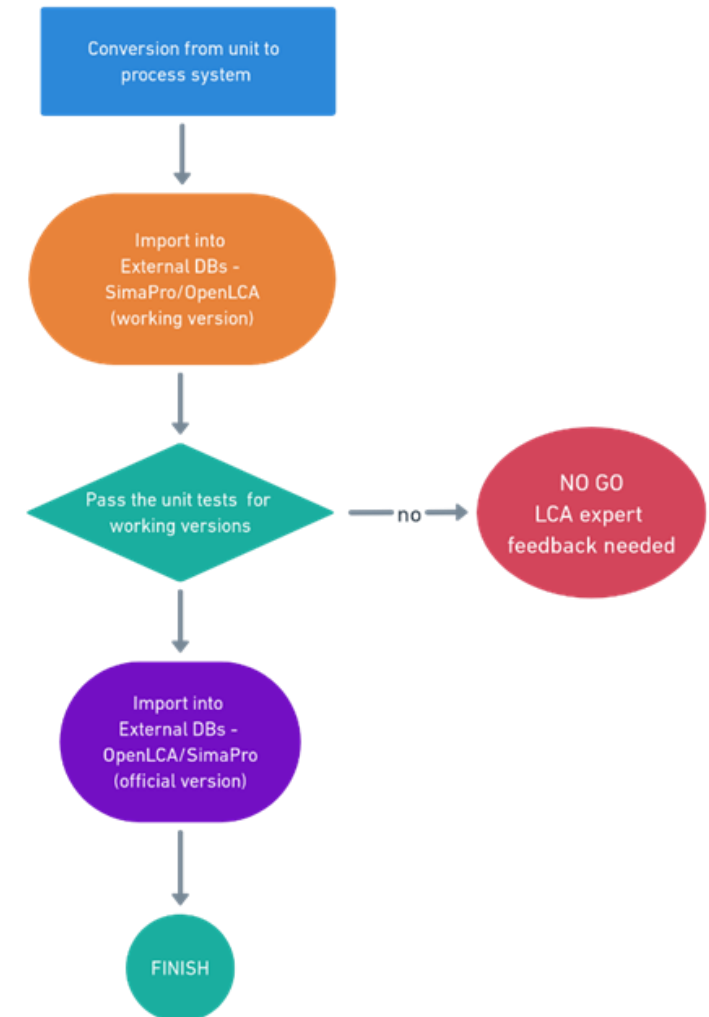 Conversion from unit to
process system
Import into
External DBs -
SimaPro/OpenLCA
(working version)
Pass the unit tests for
working versions
no
NO GO
LCA expert
feedback needed
Import into
External DBs -
OpenLCA/SimaPro
(official version)
FINISH